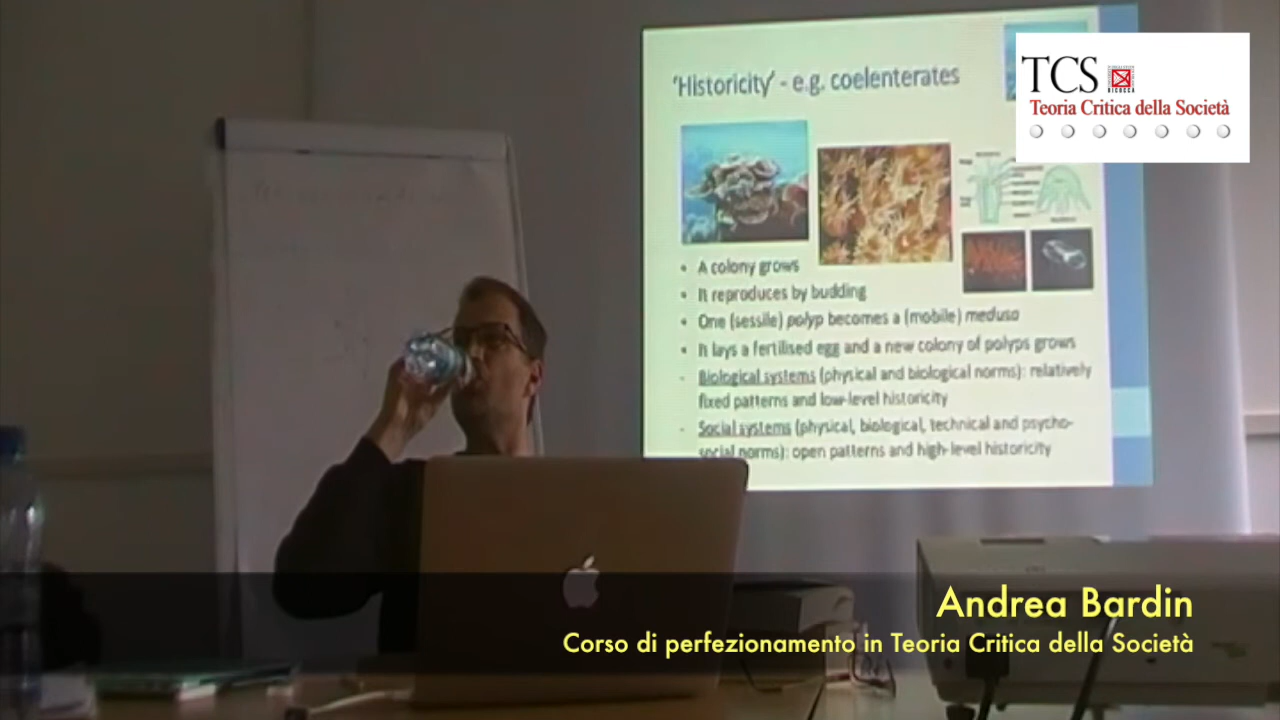 'Historicity' - e.g. coelenterates
TCS
BICOCCA
Teoria Critica della Società
• A colony grows
• It reproduces by budding
• One (sessile) polyp becomes a (mobile) medusa
• It lays a fertilised egg and a new colony of polyps grows
- Biological systems (physical and biological norms): relatively
fixed patterns and low-level historicity
- Social systems (physical, biological, technical and psycho-
social norms): open patterns and high-level historicity
Andrea Bardin
Corso di perfezionamento in Teoria Critica della Società